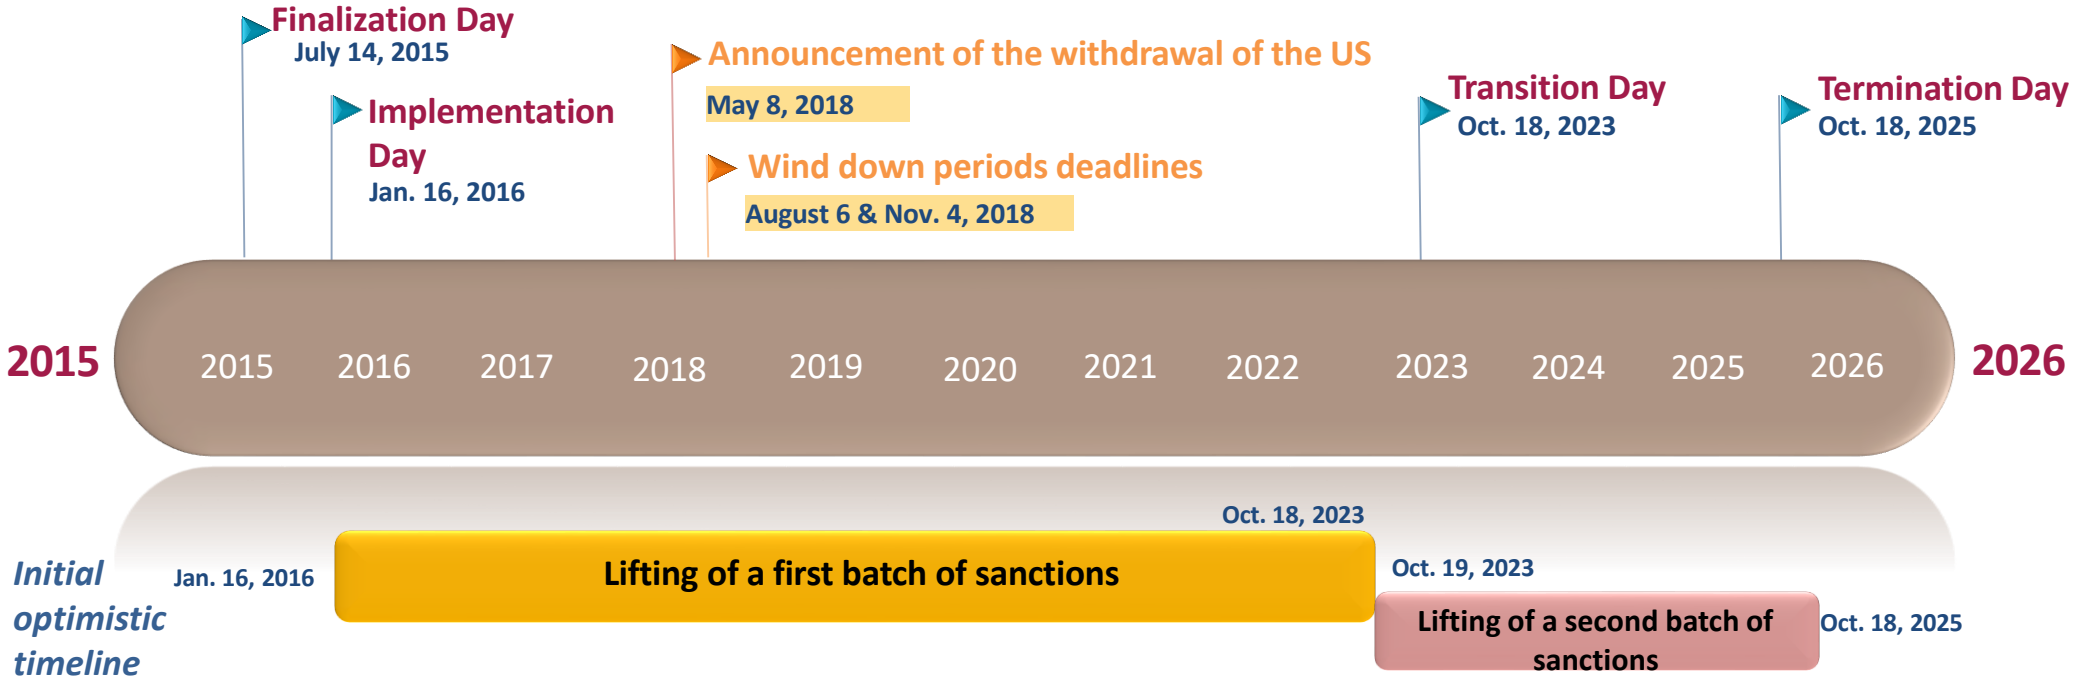 Finalization Day
July 14, 2015
Implementation
Day
Jan. 16, 2016
Announcement of the withdrawal of the US
May 8, 2018
Wind down periods deadlines
August 6 & Nov. 4, 2018
Transition Day
Oct. 18, 2023
Termination Day
Oct. 18, 2025
2015
2015 2016 2017 2018 2019 2020 2021 2022 2023 2024 2025 2026
2026
Initial
optimistic
timeline
Jan. 16, 2016
Oct. 18, 2023
Lifting of a first batch of sanctions
Oct. 19, 2023
Lifting of a second batch of
sanctions
Oct. 18, 2025